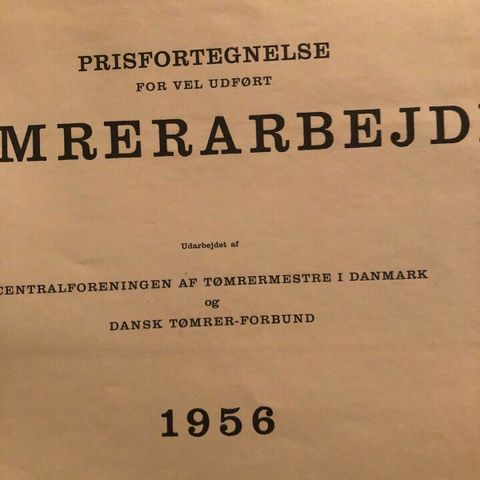 PRISFORTEGNELSE
FOR VEL UDFØRT
MRERARBEJD
Udarbejdet af
CENTRALFORENINGEN AF TØMRERMESTRE I DANMARK
og
DANSK TØMRER-FORBUND
1956